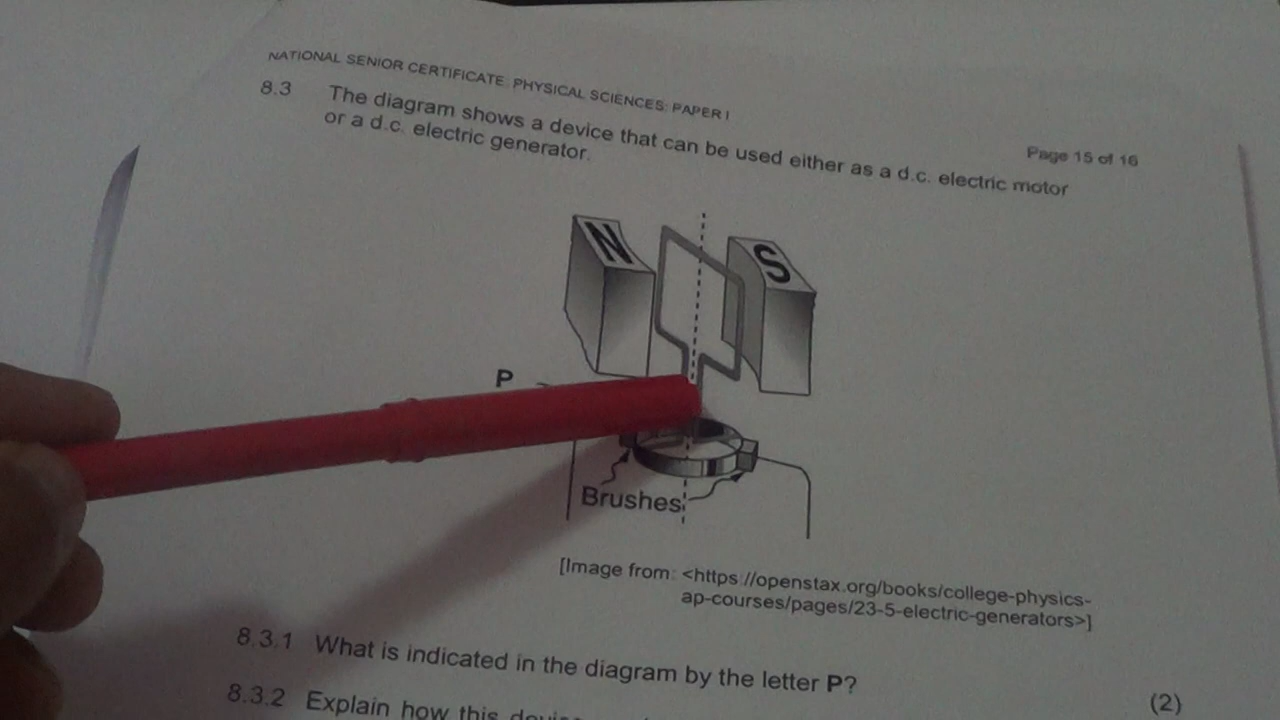 NATIONAL SENIOR CERTIFICATE: PHYSICAL SCIENCES: PAPER I
Page 15 of 16
8.3 The diagram shows a device that can be used either as a d.c. electric motor
or a d.c. electric generator.
N
S
P
Brushes
[Image from: <https://openstax.org/books/college-physics-
ap-courses/pages/23-5-electric-generators>]
8.3.1 What is indicated in the diagram by the letter P?
(2)
8.3.2 Explain how this